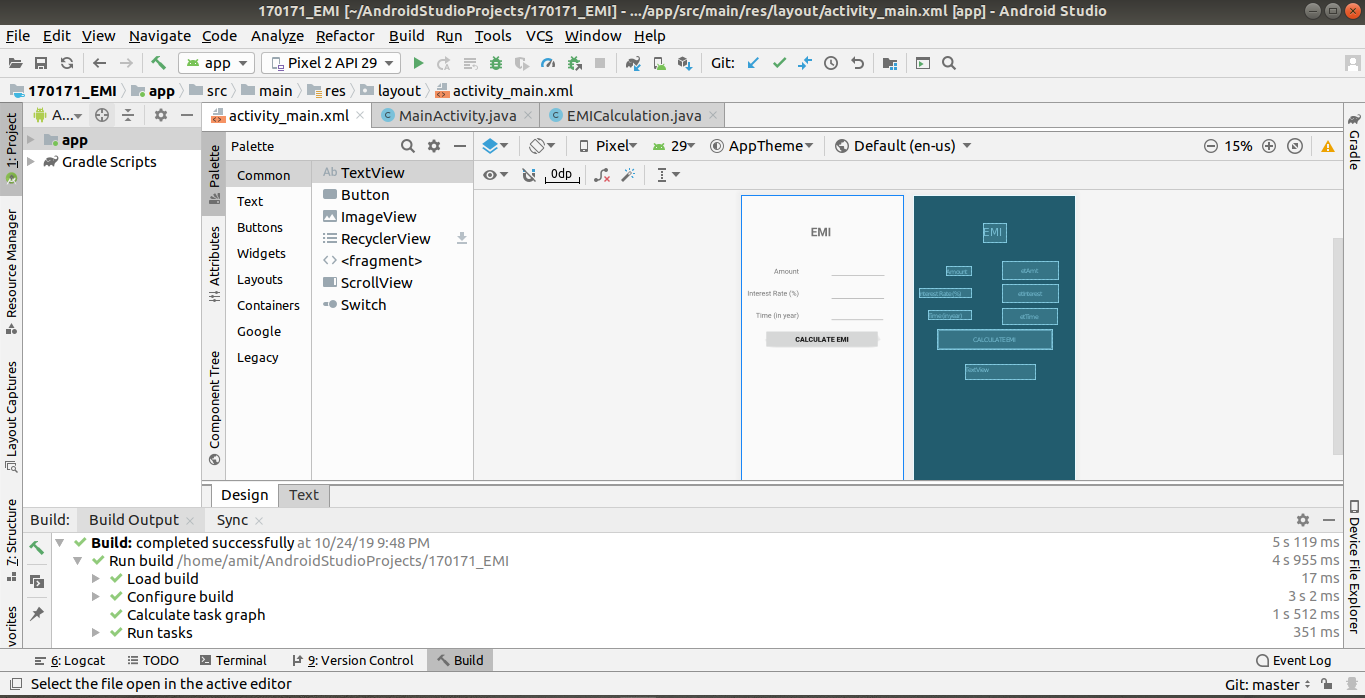 170171_EMI [~/AndroidStudioProjects/170171_EMI] - .../app/src/main/res/layout/activity_main.xml [app] - Android Studio
File Edit View Navigate Code Analyze Refactor Build Run Tools VCS Window Help
app Pixel 2 API 29 Git:
170171_EMI app src main res layout activity_main.xml
A... activity_main.xml MainActivity.java EMICalculation.java
app
Gradle Scripts
1: Project
Resource Manager
Layout Captures
7: Structure
vorites
Palette
Attributes
Component Tree
Palette
Common
Text
Buttons
Widgets
Layouts
Containers
Google
Legacy
Ab TextView
Button
ImageView
RecyclerView
<fragment>
ScrollView
Switch
Pixel 29 AppTheme Default (en-us) 15%
0dp
EMI
Amount
Interest Rate (%)
Time (in year)
CALCULATE EMI
EMI
Amount etAmt
Interest Rate (%) etInterest
Time (in year) etTime
CALCULATE EMI
TextView
Gradle
Device File Explorer
Design Text
Build: Build Output Sync
Build: completed successfully at 10/24/19 9:48 PM 5 s 119 ms
Run build /home/amit/AndroidStudioProjects/170171_EMI 4 s 955 ms
Load build 17 ms
Configure build 3 s 2 ms
Calculate task graph 1 s 512 ms
Run tasks 351 ms
6: Logcat TODO Terminal 9: Version Control Build Event Log
Select the file open in the active editor Git: master